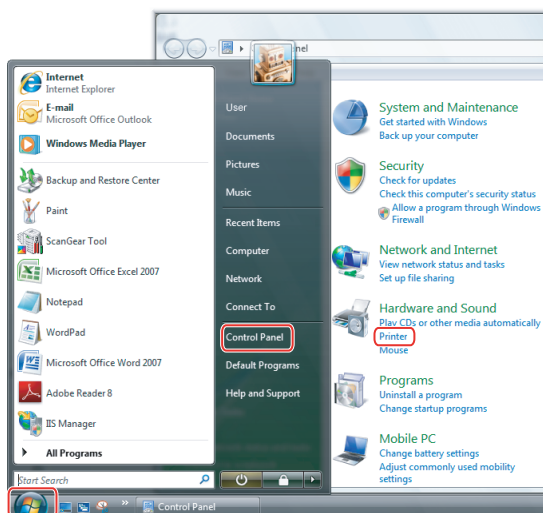 nel
Internet
Internet Explorer
E-mail
Microsoft Office Outlook
Windows Media Player
Backup and Restore Center
Paint
ScanGear Tool
Microsoft Office Excel 2007
Notepad
WordPad
Microsoft Office Word 2007
Adobe Reader 8
IIS Manager
All Programs
Start Search
User
Documents
Pictures
Music
Recent Items
Computer
Network
Connect To
Control Panel
Default Programs
Help and Support
System and Maintenance
Get started with Windows
Back up your computer
Security
Check for updates
Check this computer's security status
Allow a program through Windows
Firewall
Network and Internet
View network status and tasks
Set up file sharing
Hardware and Sound
Play CDs or other media automatically
Printer
Mouse
Programs
Uninstall a program
Change startup programs
Mobile PC
Change battery settings
Adjust commonly used mobility
settings
» Control Panel